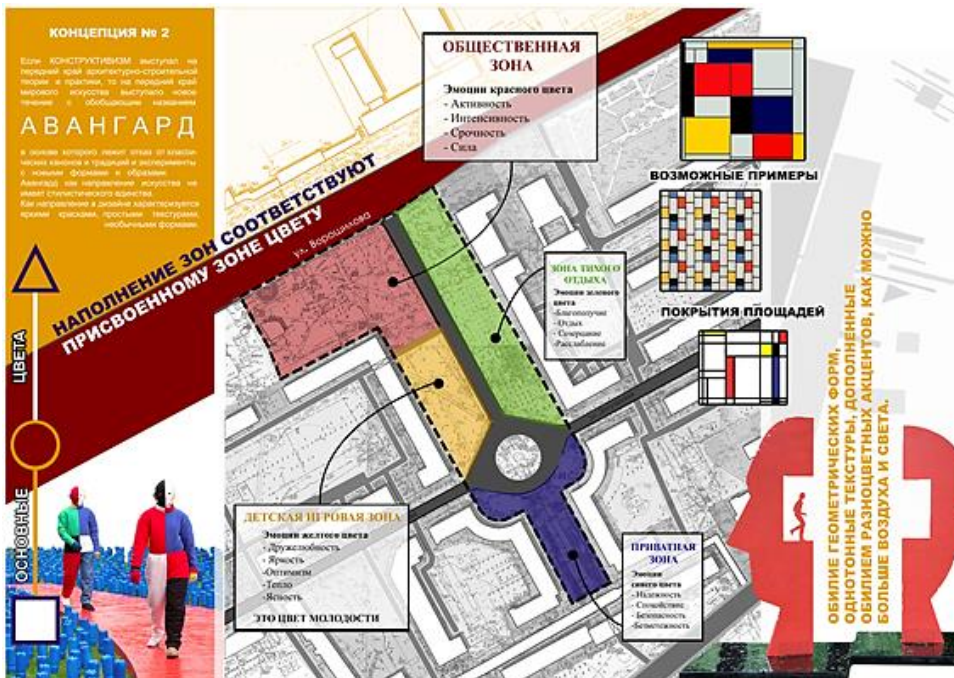 КОНЦЕПЦИЯ № 2
Если КОНСТРУКТИВИЗМ выступал на
передний край архитектурно-строительной
теории и практики, то на передний край
мирового искусства выступало новое
течение с обобщающим названием
АВАНГАРД
в основе которого лежит отказ от класси-
ческих канонов и традиций и эксперименты
с новыми формами и образами.
Авангард как направление искусства не
имеет стилистического единства.
Как направление в дизайне характеризуется
яркими красками, простыми текстурами,
необычными формами.
ЦВЕТА
ОСНОВНЫЕ
НАПОЛНЕНИЕ ЗОН СООТВЕТСТВУЮТ
ПРИСВОЕННОМУ ЗОНЕ ЦВЕТУ
ул. Ворошилова
ОБЩЕСТВЕННАЯ
ЗОНА
Эмоции красного цвета
- Активность
- Интенсивность
- Срочность
- Сила
ЗОНА ТИХОГО
ОТДЫХА
Эмоции зеленого
цвета
-Благополучие
- Отдых
- Созерцание
-Расслабление
ДЕТСКАЯ ИГРОВАЯ ЗОНА
Эмоции желтого цвета
- Дружелюбность
- Яркость
-Оптимизм
-Тепло
-Ясность
ЭТО ЦВЕТ МОЛОДОСТИ
ПРИВАТНАЯ
ЗОНА
Эмоции
синего цвета
- Надежность
- Спокойствие
- Безопасность
-Безмятежность
ВОЗМОЖНЫЕ ПРИМЕРЫ
ПОКРЫТИЯ ПЛОЩАДЕЙ
ОБИЛИЕ ГЕОМЕТРИЧЕСКИХ ФОРМ,
ОДНОТОННЫЕ ТЕКСТУРЫ, ДОПОЛНЕННЫЕ
ОБИЛИЕМ РАЗНОЦВЕТНЫХ АКЦЕНТОВ, КАК МОЖНО
БОЛЬШЕ ВОЗДУХА И СВЕТА.